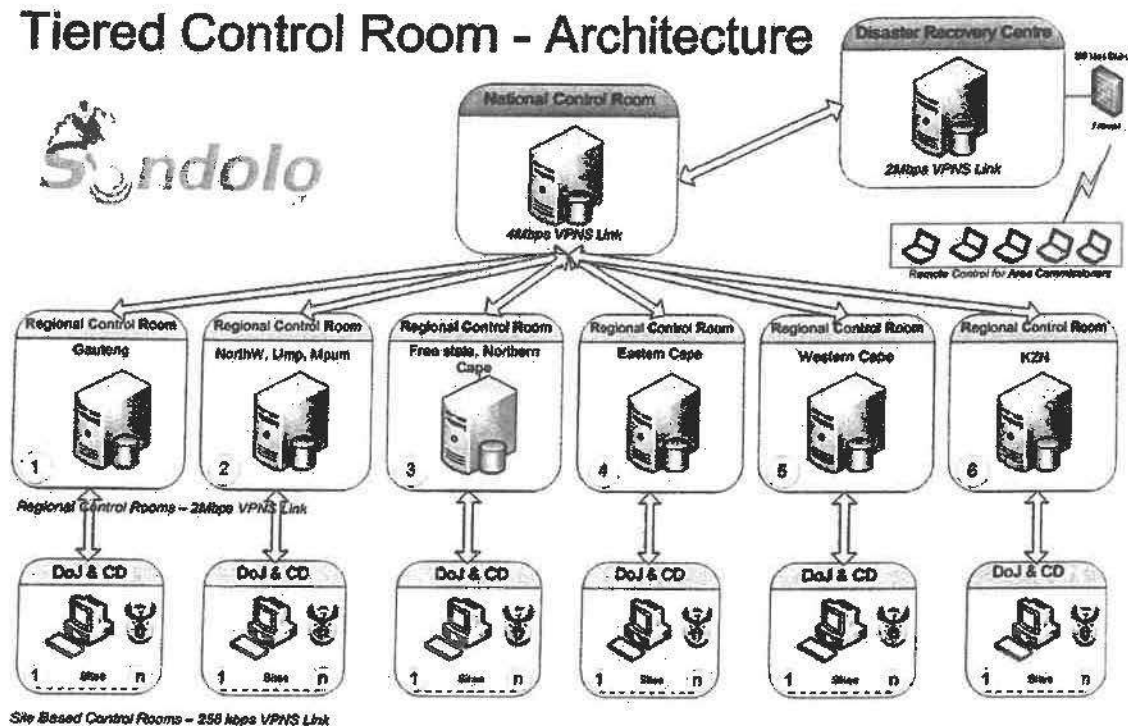 Tiered Control Room - Architecture
Sondolo
IT
National Control Room
4Mbps VPNS Link
Disaster Recovery Centre
2Mbps VPNS Link
Remote Control for Area Commissioners
Regional Control Room
Gauteng
1
Regional Control Room
NorthW, Limp, Mpum
2
Regional Control Room
Free state, Northern
Cape
3
Regional Control Room
Eastern Cape
4
Regional Control Room
Western Cape
5
Regional Control Room
KZN
6
Regional Control Rooms – 2Mbps VPNS Link
DoJ & CD
1 Sites n
DoJ & CD
1 Sites n
DoJ & CD
1 Sites n
DoJ & CD
1 Sites n
DoJ & CD
1 Sites n
DoJ & CD
1 Sites n
Site Based Control Rooms – 256 kbps VPNS Link